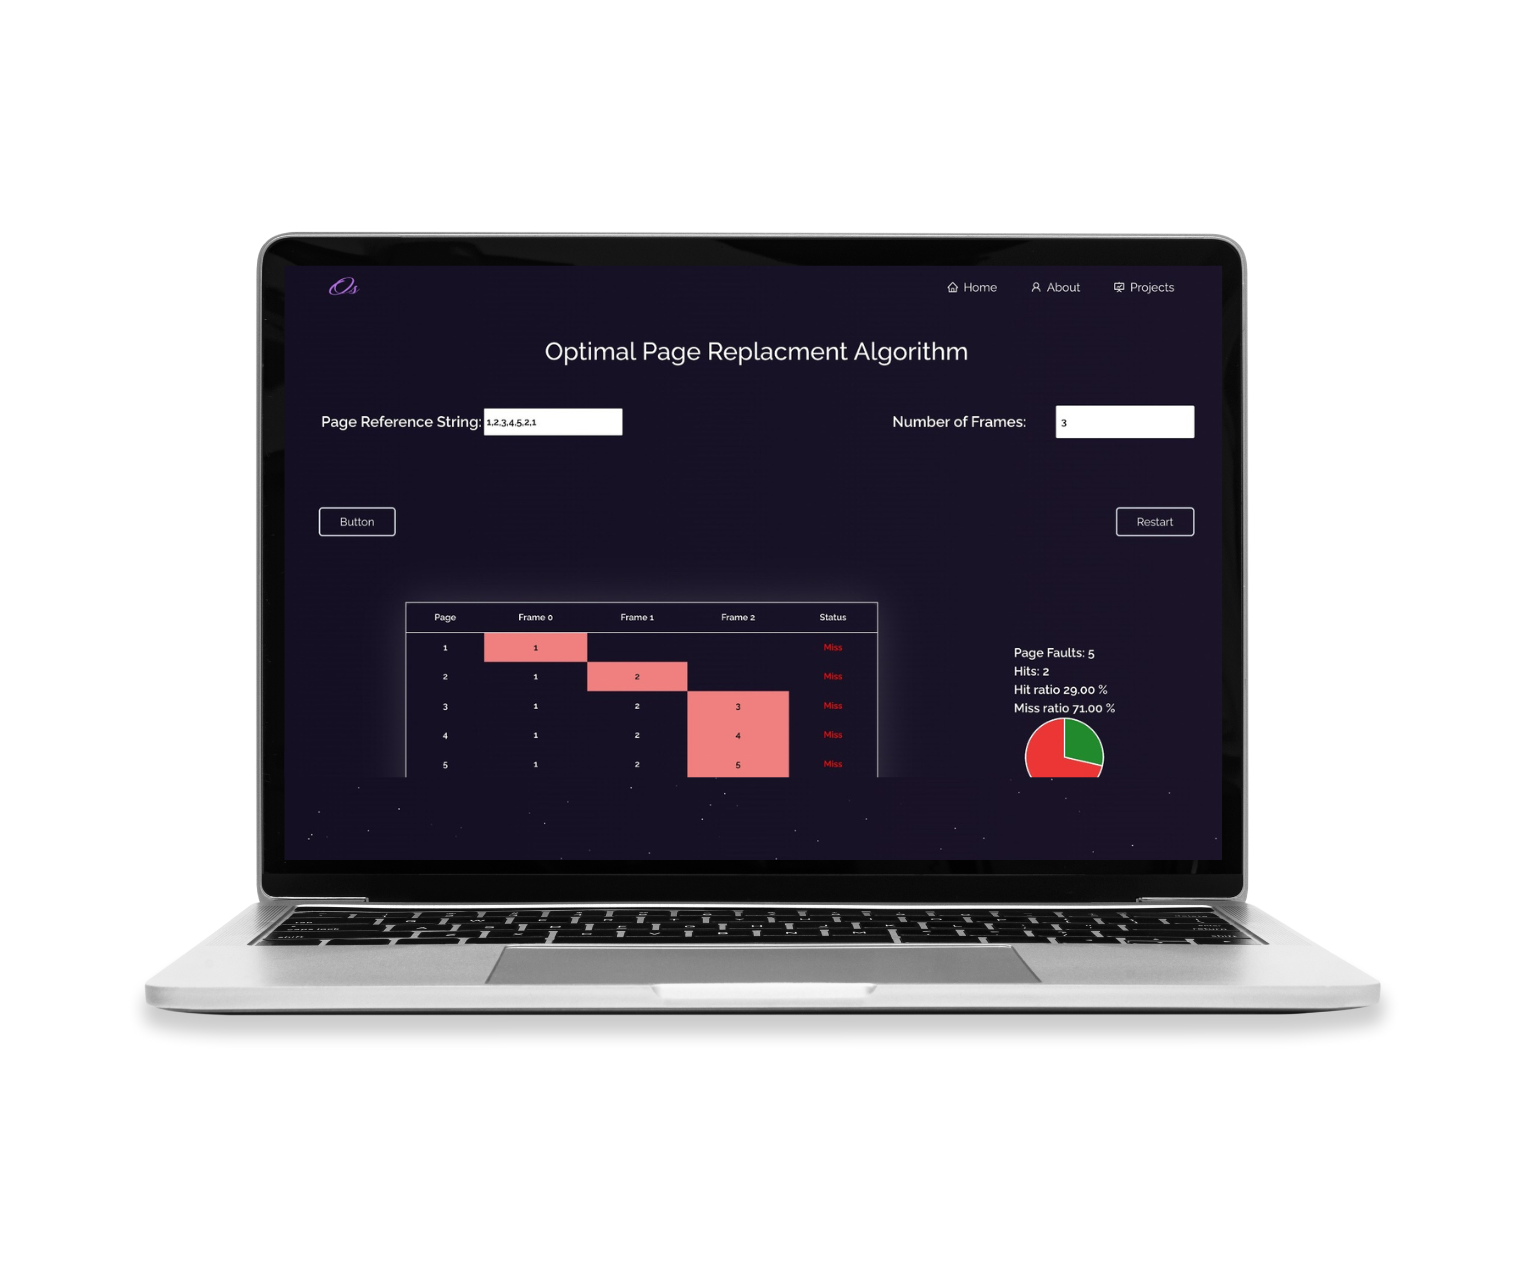 Os
Home About Projects
Optimal Page Replacment Algorithm
Page Reference String: 1,2,3,4,5,2,1
Number of Frames: 3
Button
Restart
Page Frame 0 Frame 1 Frame 2 Status
1 1 Miss
2 1 2 Miss
3 1 2 3 Miss
4 1 2 4 Miss
5 1 2 5 Miss
Page Faults: 5
Hits: 2
Hit ratio 29.00 %
Miss ratio 71.00 %